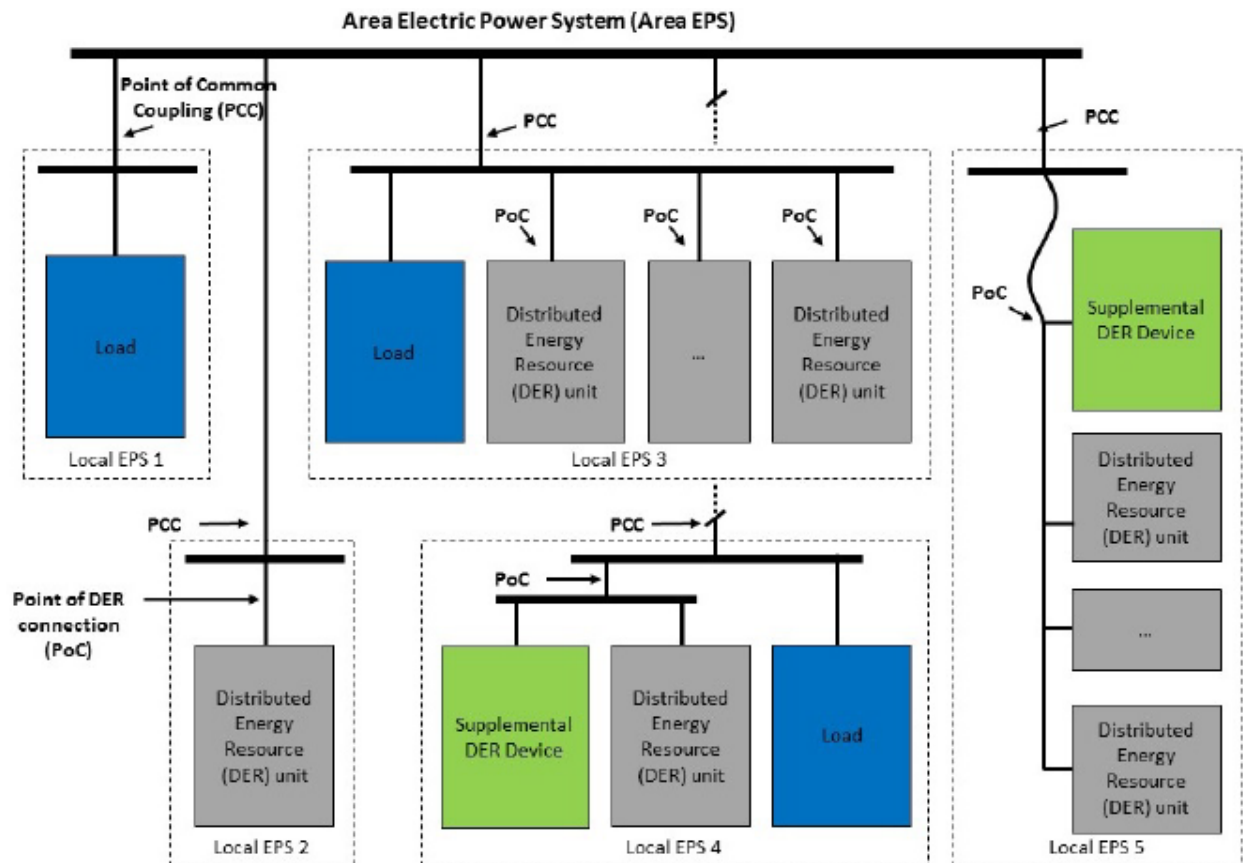 Area Electric Power System (Area EPS)
Point of Common
Coupling (PCC)
PCC
PCC
PoC
PoC
PoC
PoC
Load
Load
Distributed
Energy
Resource
(DER) unit
...
Distributed
Energy
Resource
(DER) unit
Supplemental
DER Device
Local EPS 1
Local EPS 3
Distributed
Energy
Resource
(DER) unit
PCC
PCC
PoC
Point of DER
connection
(PoC)
...
Distributed
Energy
Resource
(DER) unit
Supplemental
DER Device
Distributed
Energy
Resource
(DER) unit
Load
Distributed
Energy
Resource
(DER) unit
Local EPS 2
Local EPS 4
Local EPS 5